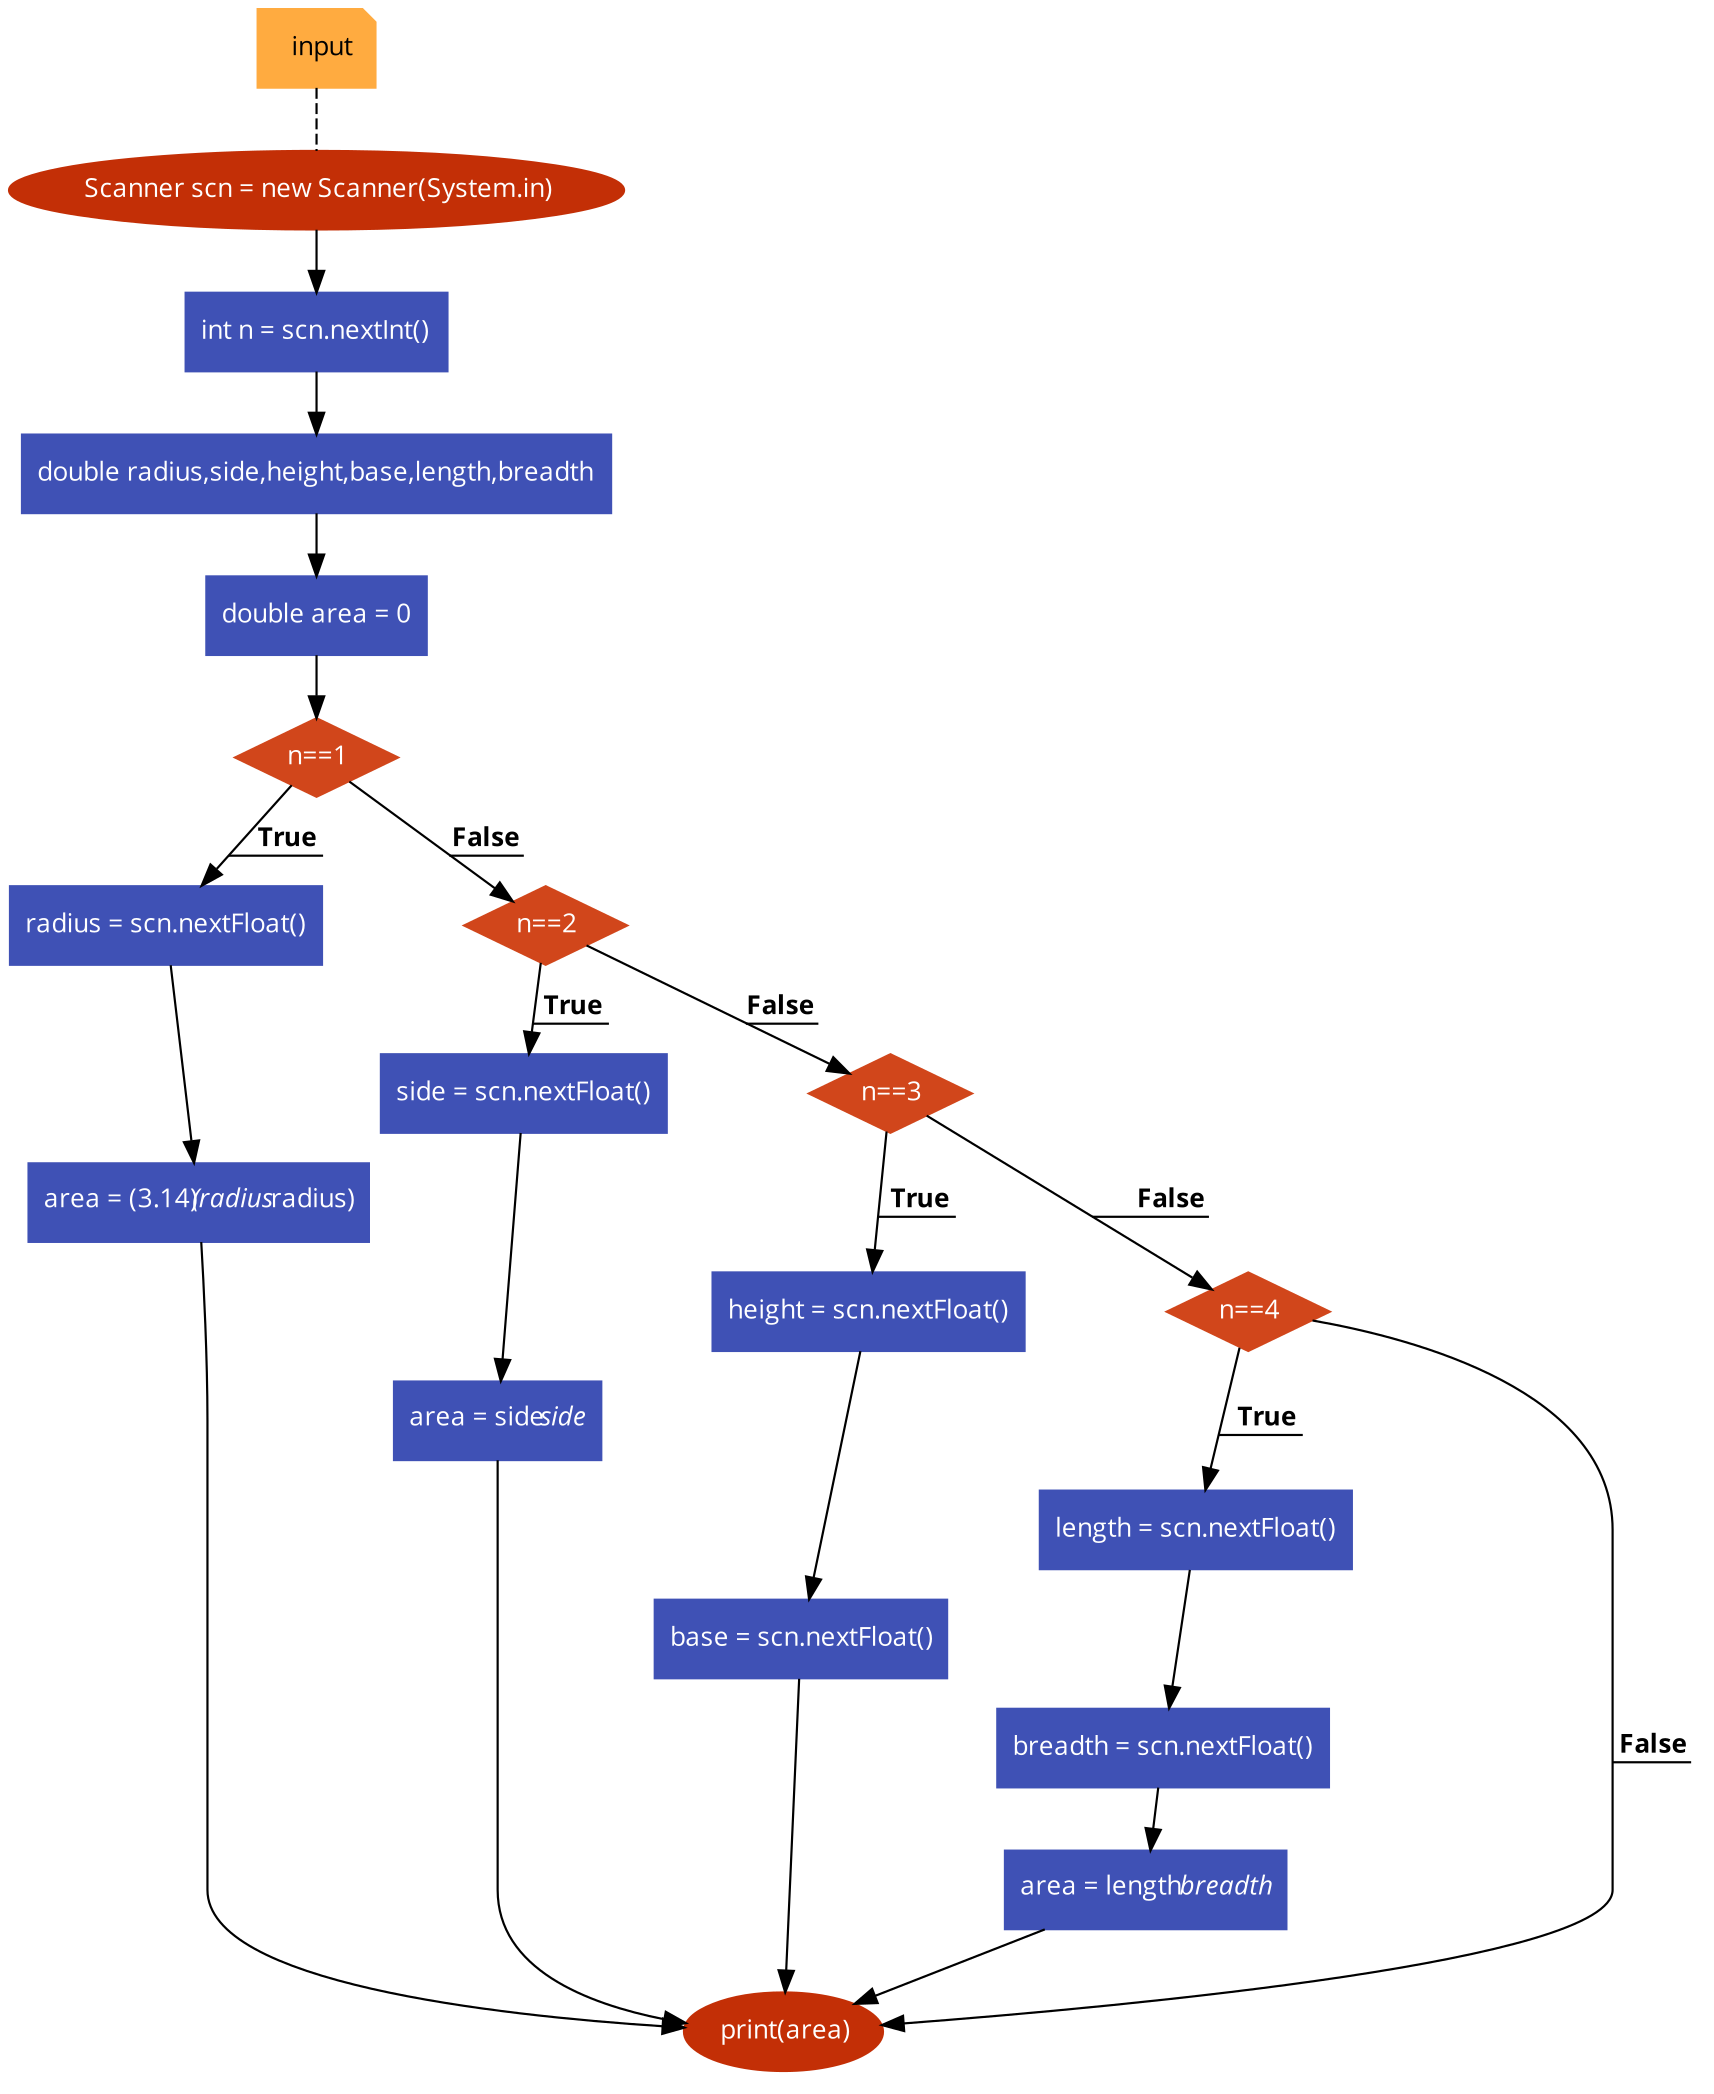 input
Scanner scn = new Scanner(System.in)
int n = scn.nextInt()
double radius,side,height,base,length,breadth
double area = 0
n==1
True
False
radius = scn.nextFloat()
n==2
True
False
side = scn.nextFloat()
n==3
area = (3.14)(radiusradius)
True
False
height = scn.nextFloat()
n==4
area = sideside
True
length = scn.nextFloat()
base = scn.nextFloat()
breadth = scn.nextFloat()
False
area = lengthbreadth
print(area)